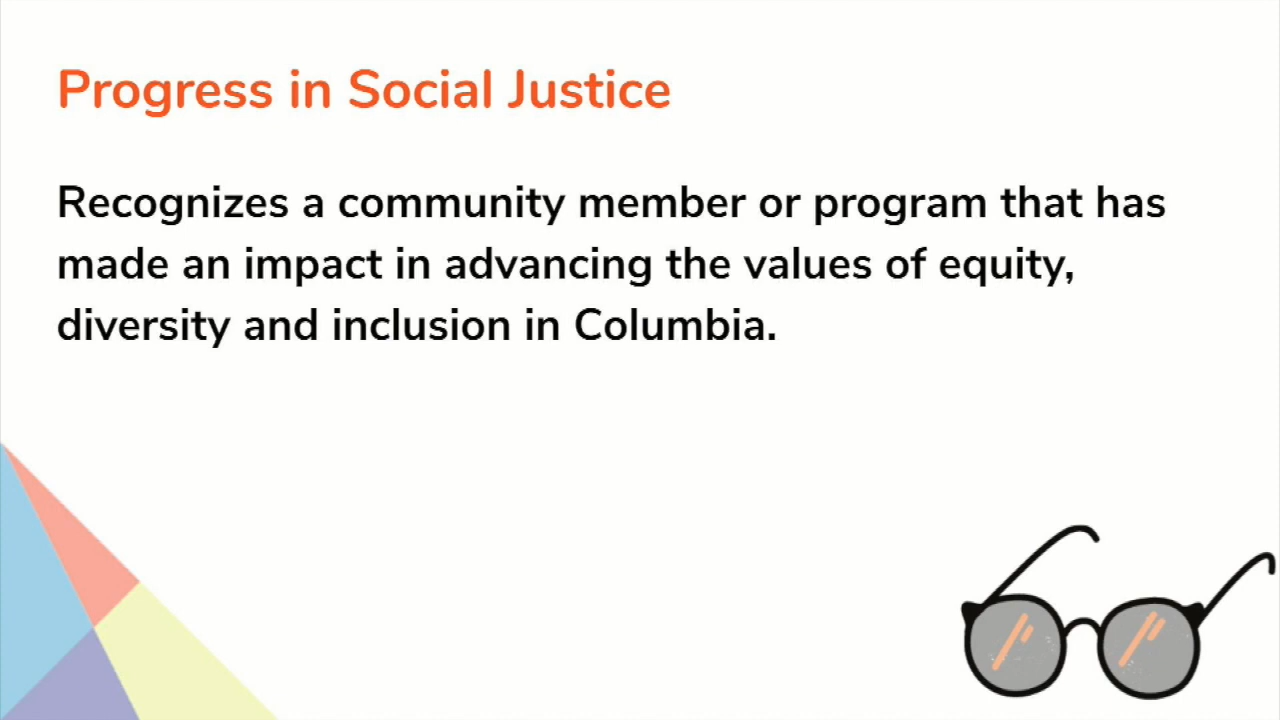 Progress in Social Justice
Recognizes a community member or program that has
made an impact in advancing the values of equity,
diversity and inclusion in Columbia.